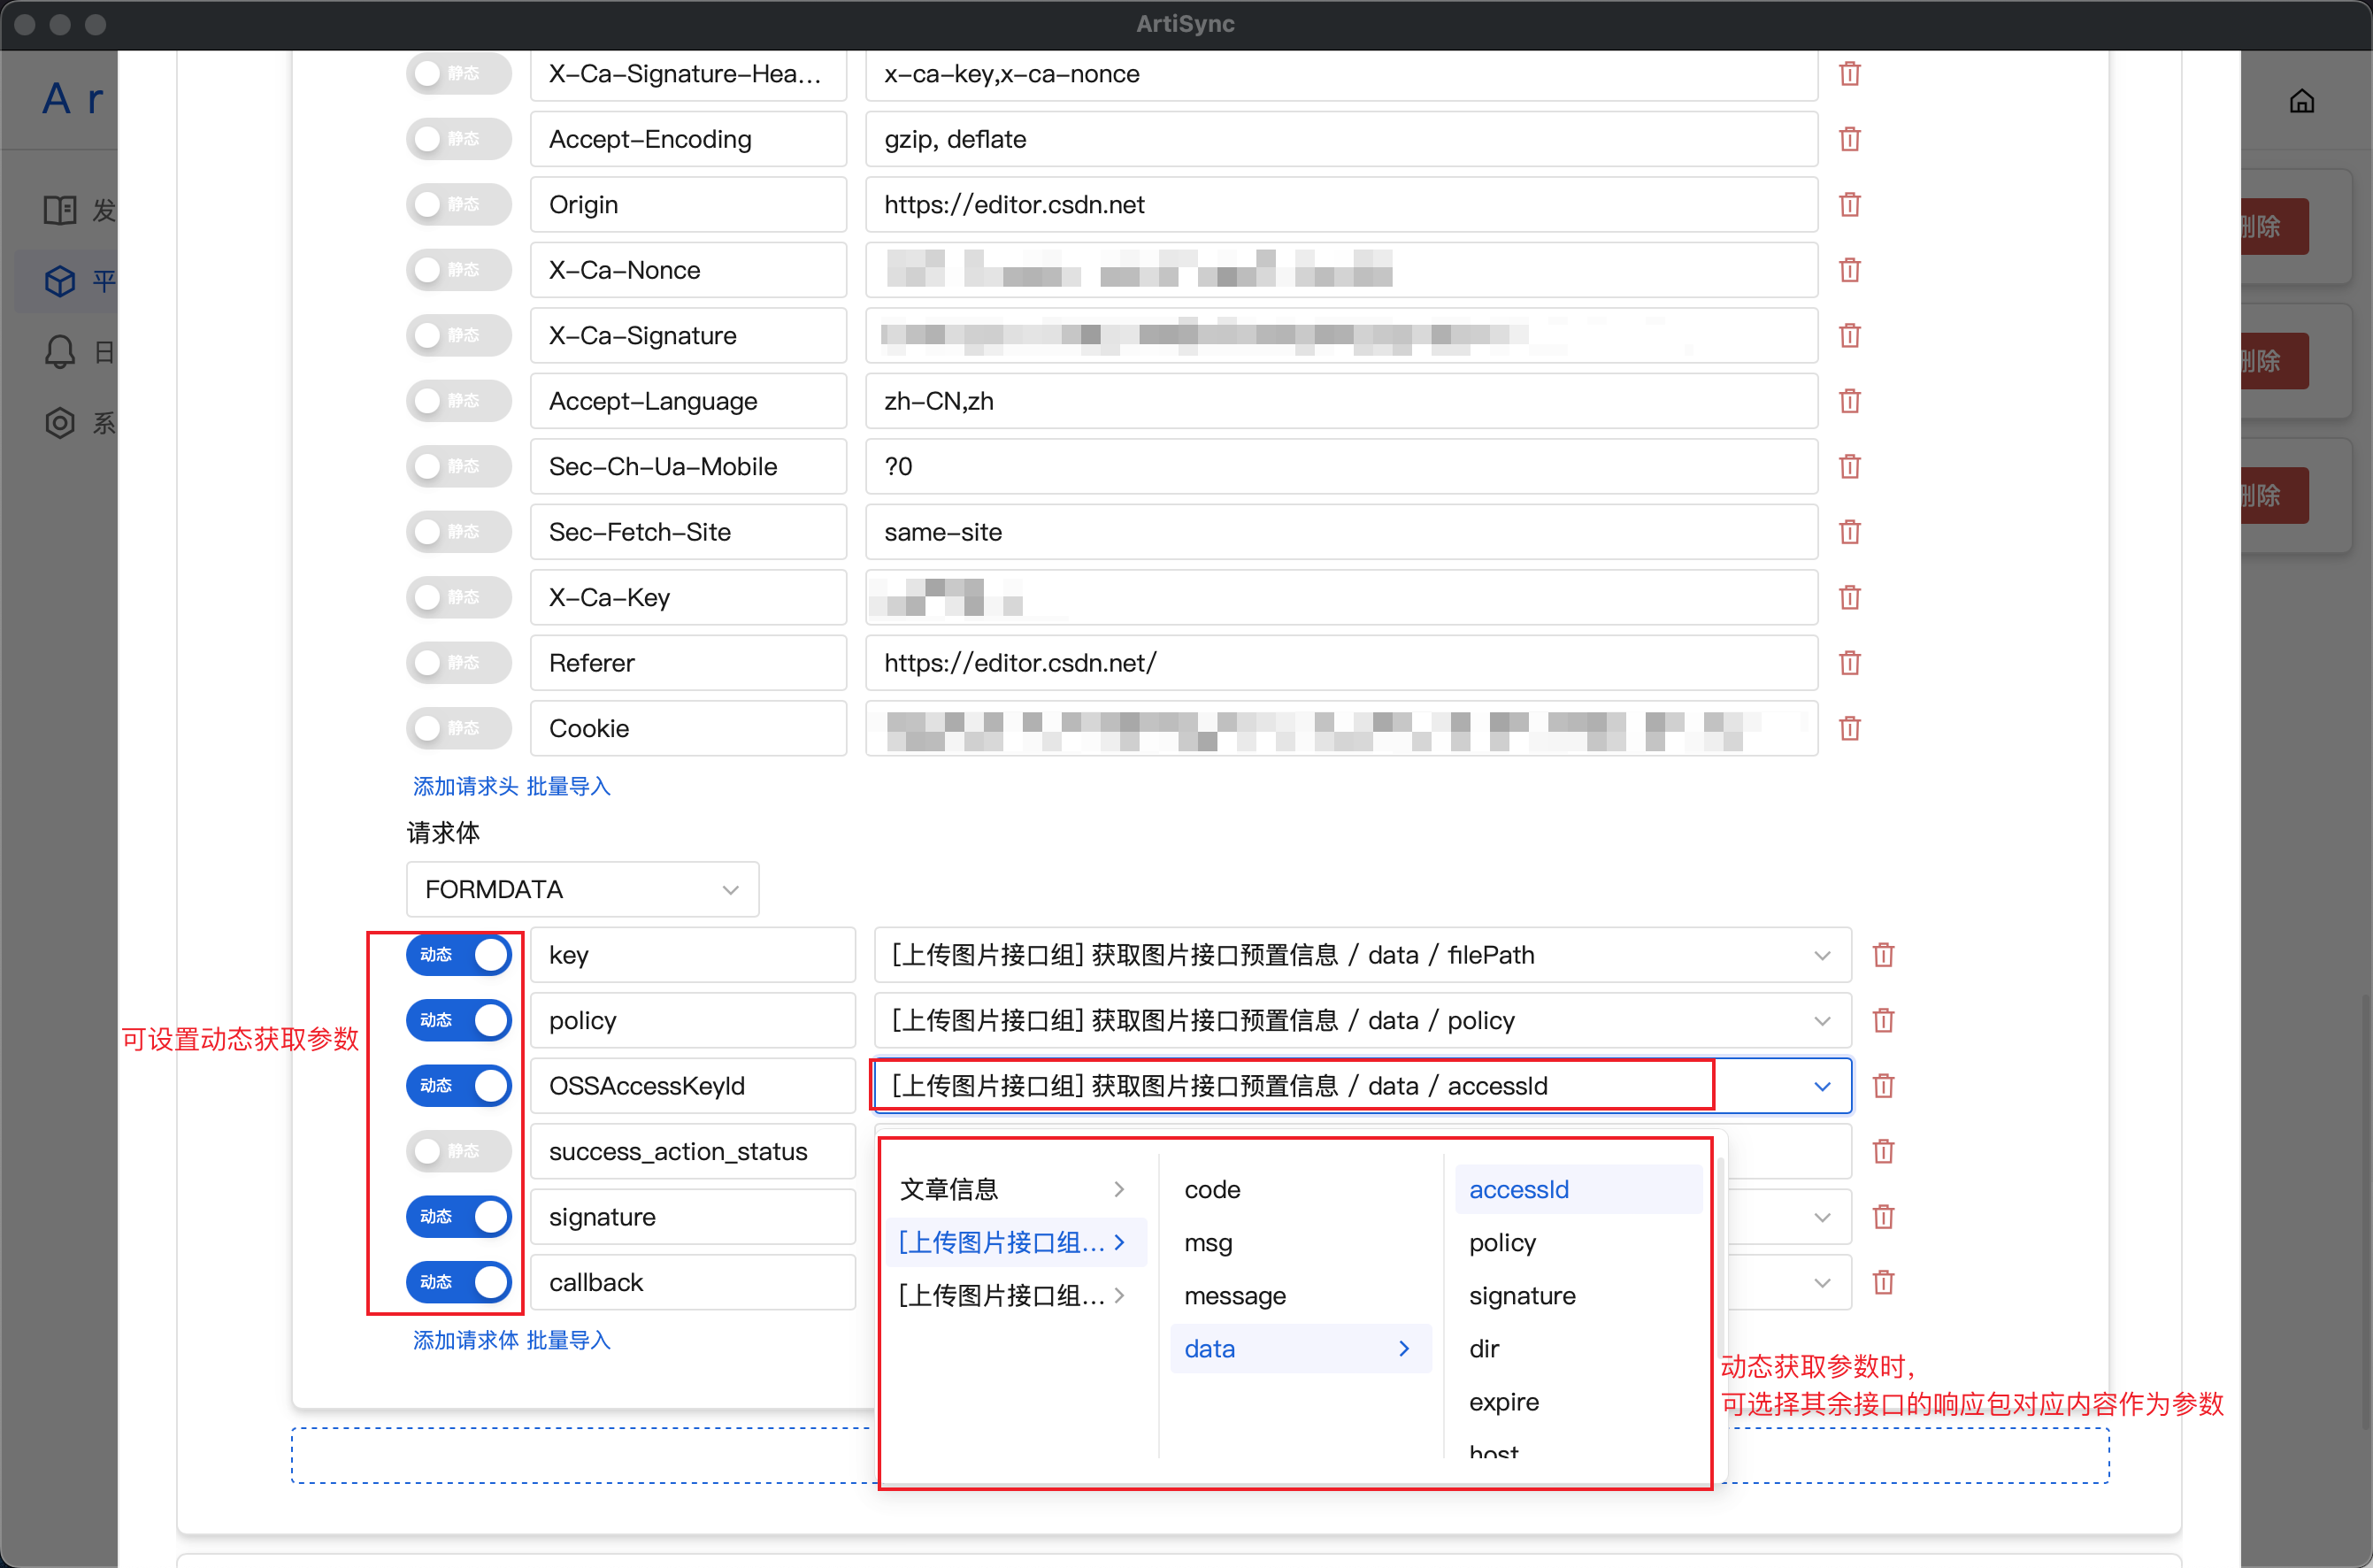 ArtiSync
Ar
静态 X-Ca-Signature-Hea... x-ca-key,x-ca-nonce
静态 Accept-Encoding gzip, deflate
发 静态 Origin https://editor.csdn.net 删除
平 静态 X-Ca-Nonce
日 静态 X-Ca-Signature 删除
系 静态 Accept-Language zh-CN,zh
静态 Sec-Ch-Ua-Mobile ?0 删除
静态 Sec-Fetch-Site same-site
静态 X-Ca-Key
静态 Referer https://editor.csdn.net/
静态 Cookie
添加请求头 批量导入
请求体
FORMDATA
动态 key [上传图片接口组] 获取图片接口预置信息 / data / filePath
动态 policy [上传图片接口组] 获取图片接口预置信息 / data / policy
可设置动态获取参数
动态 OSSAccessKeyId [上传图片接口组] 获取图片接口预置信息 / data / accessId
静态 success_action_status
动态 signature
动态 callback
文章信息 code accessId
[上传图片接口组... msg policy
[上传图片接口组... message signature
data dir
expire
host
添加请求体 批量导入
动态获取参数时,
可选择其余接口的响应包对应内容作为参数